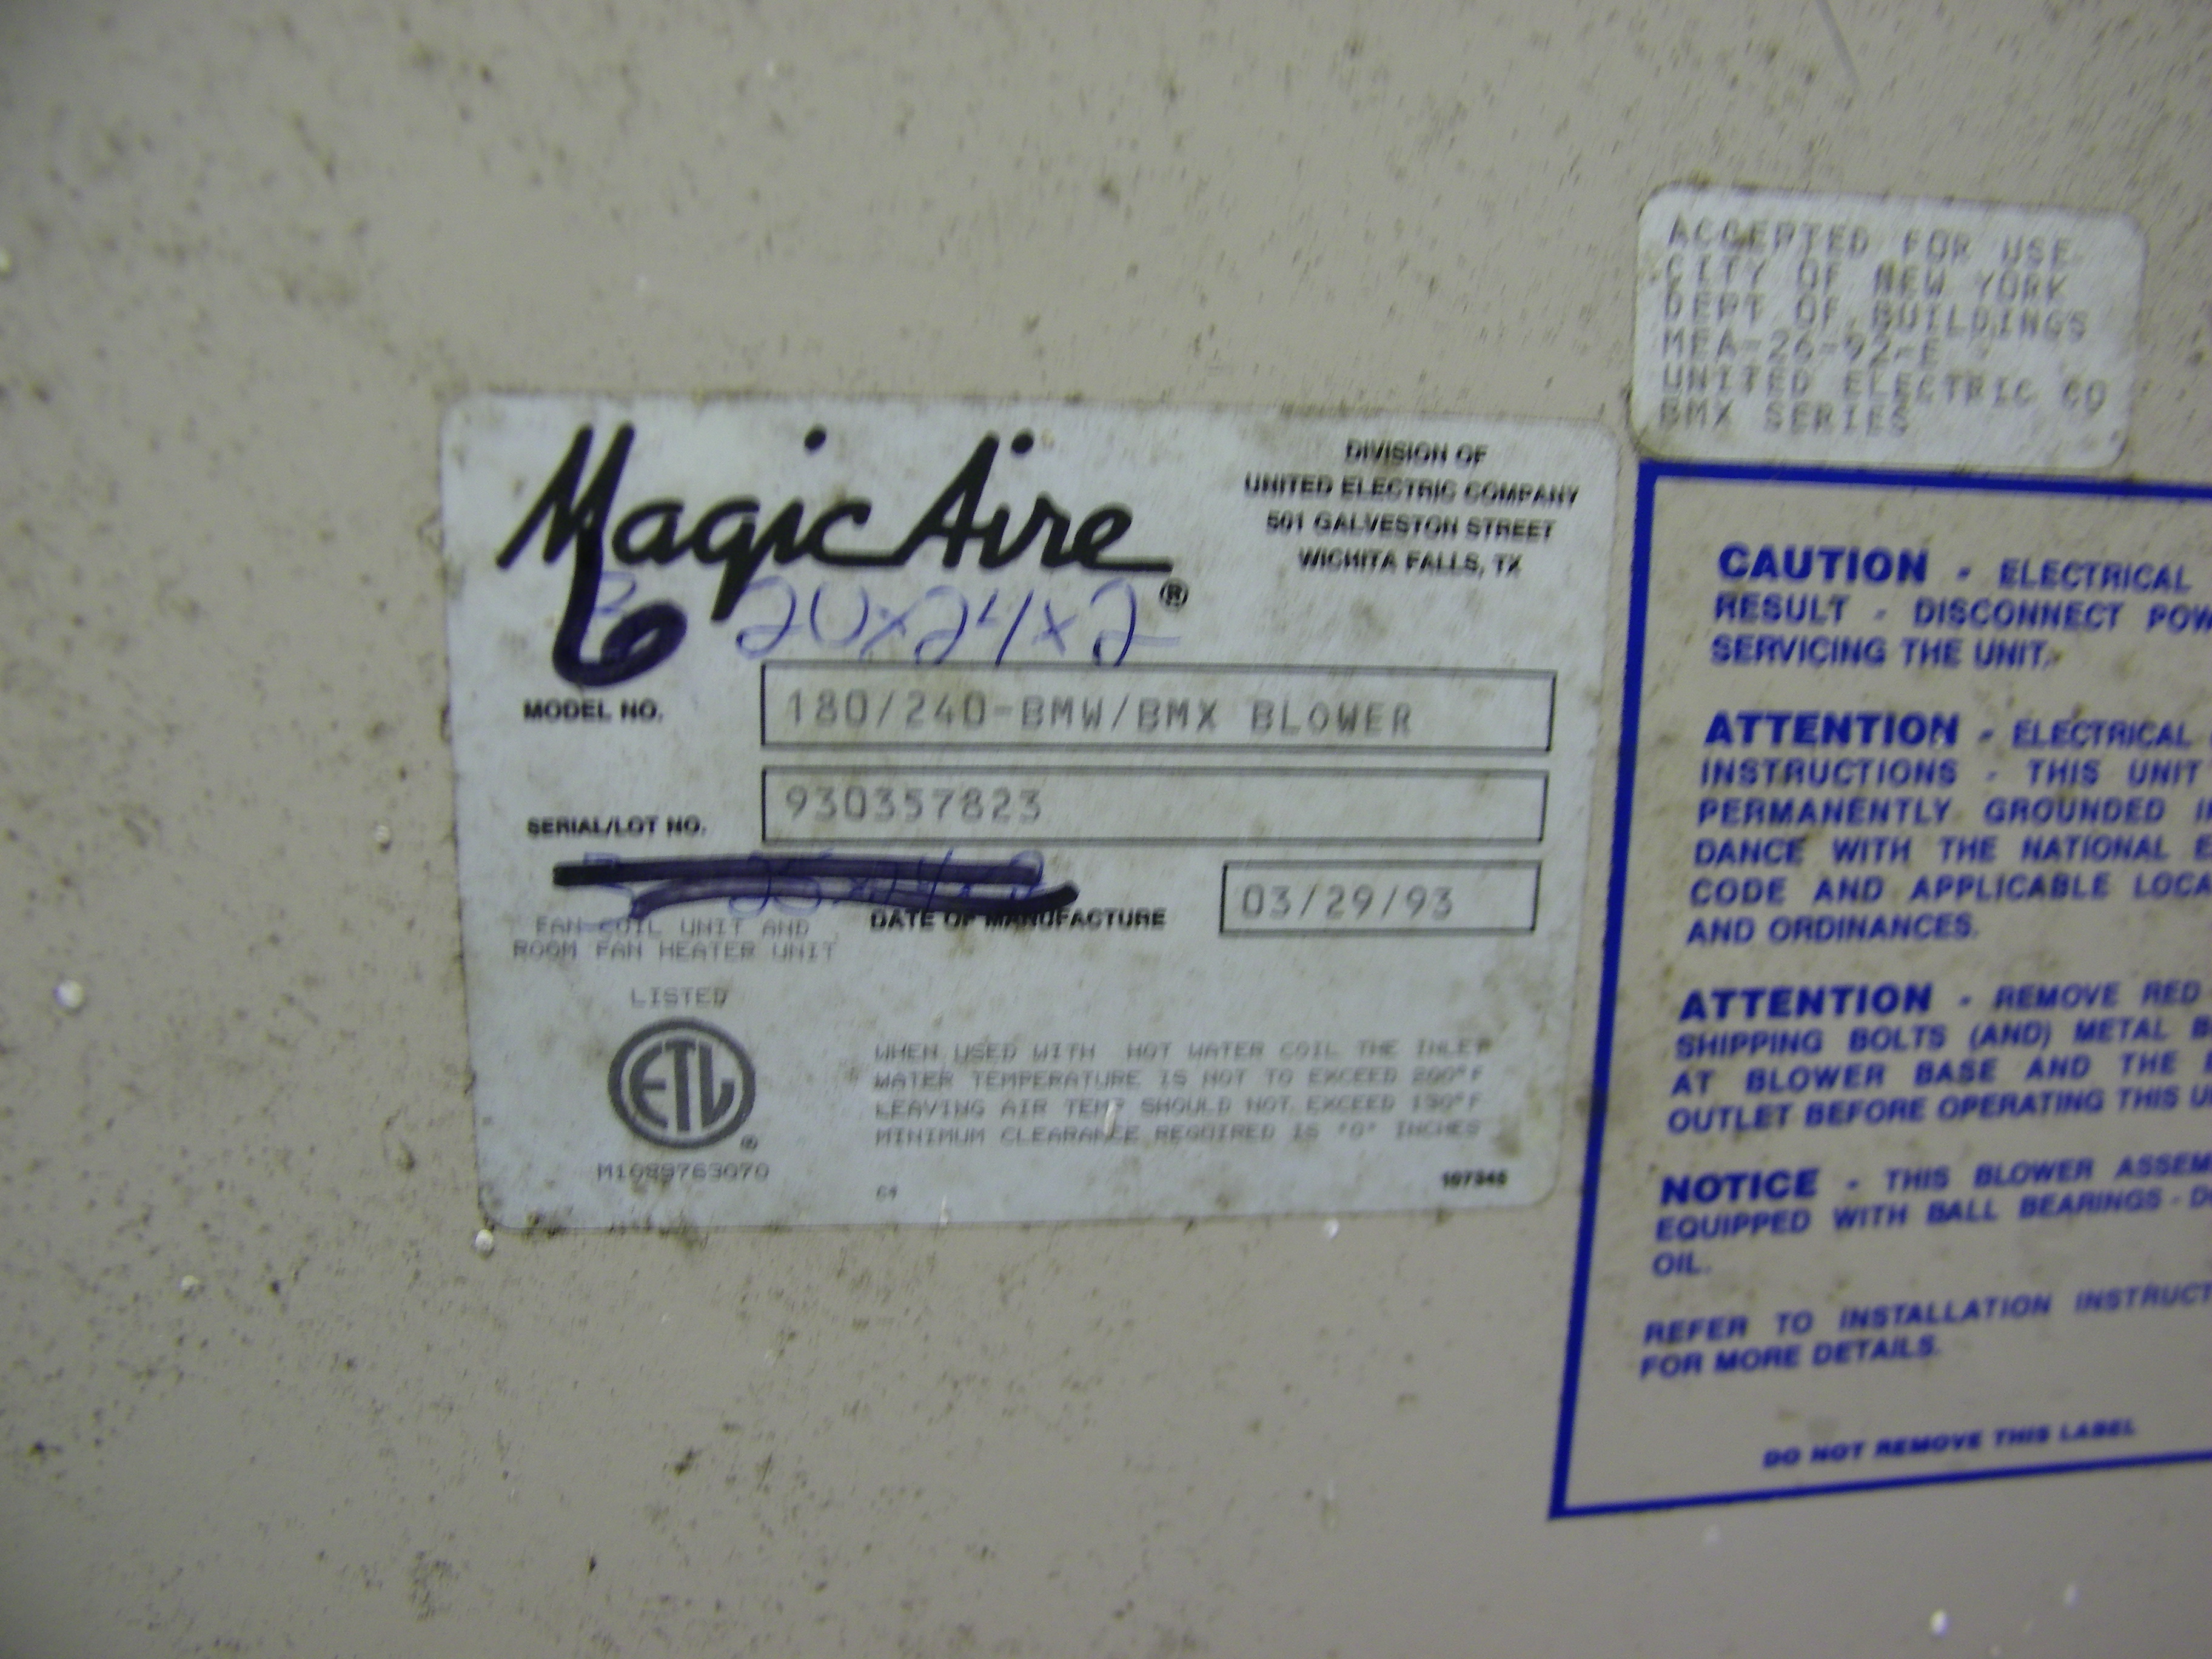 ACCEPTED FOR USE
CITY OF NEW YORK
DEPT OF BUILDINGS
MEA-26-92-E
UNITED ELECTRIC CO
BMX SERIES
Magic Aire ®
DIVISION OF
UNITED ELECTRIC COMPANY
501 GALVESTON STREET
WICHITA FALLS, TX
6 20x24x2
MODEL NO. 180/240-BMW/BMX BLOWER
SERIAL/LOT NO. 930357823
DATE OF MANUFACTURE 03/29/93
FAN COIL UNIT AND
ROOM FAN HEATER UNIT
LISTED
ETL ®
M1089763070
WHEN USED WITH HOT WATER COIL THE INLET
WATER TEMPERATURE IS NOT TO EXCEED 200°F
LEAVING AIR TEMP SHOULD NOT EXCEED 190°F
MINIMUM CLEARANCE REQUIRED IS "0" INCHES
107346
CAUTION - ELECTRICAL
RESULT - DISCONNECT POW
SERVICING THE UNIT.
ATTENTION - ELECTRICAL
INSTRUCTIONS - THIS UNIT
PERMANENTLY GROUNDED I
DANCE WITH THE NATIONAL E
CODE AND APPLICABLE LOCA
AND ORDINANCES.
ATTENTION - REMOVE RED
SHIPPING BOLTS (AND) METAL B
AT BLOWER BASE AND THE
OUTLET BEFORE OPERATING THIS U
NOTICE - THIS BLOWER ASSEM
EQUIPPED WITH BALL BEARINGS - D
OIL.
REFER TO INSTALLATION INSTRUCT
FOR MORE DETAILS.
DO NOT REMOVE THIS LABEL